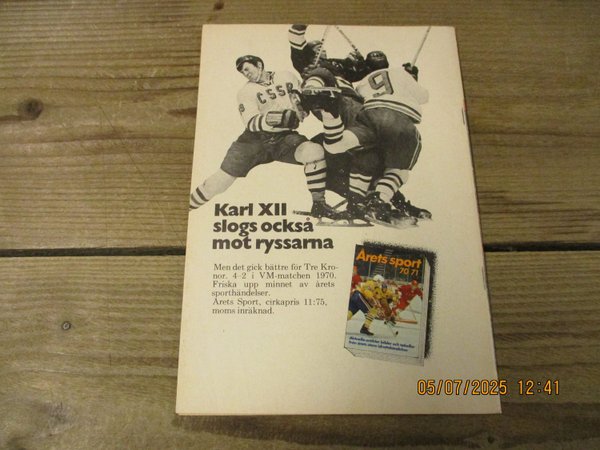 CSSR
9
Karl XII
slogs också
mot ryssarna
Men det gick bättre för Tre Kro-
nor. 4-2 i VM-matchen 1970.
Friska upp minnet av årets
sporthändelser.
Årets Sport, cirkapris 11:75,
moms inräknad.
Årets sport
70/71
05/07/2025 12:41